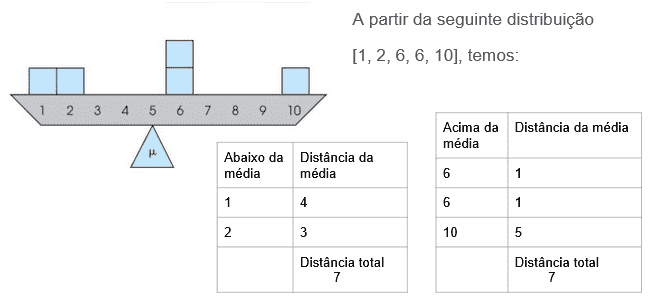 A partir da seguinte distribuição
[1, 2, 6, 6, 10], temos:
1 2 3 4 5 6 7 8 9 10
μ
Abaixo da média Distância da média
1 4
2 3
Distância total 7
Acima da média Distância da média
6 1
6 1
10 5
Distância total 7